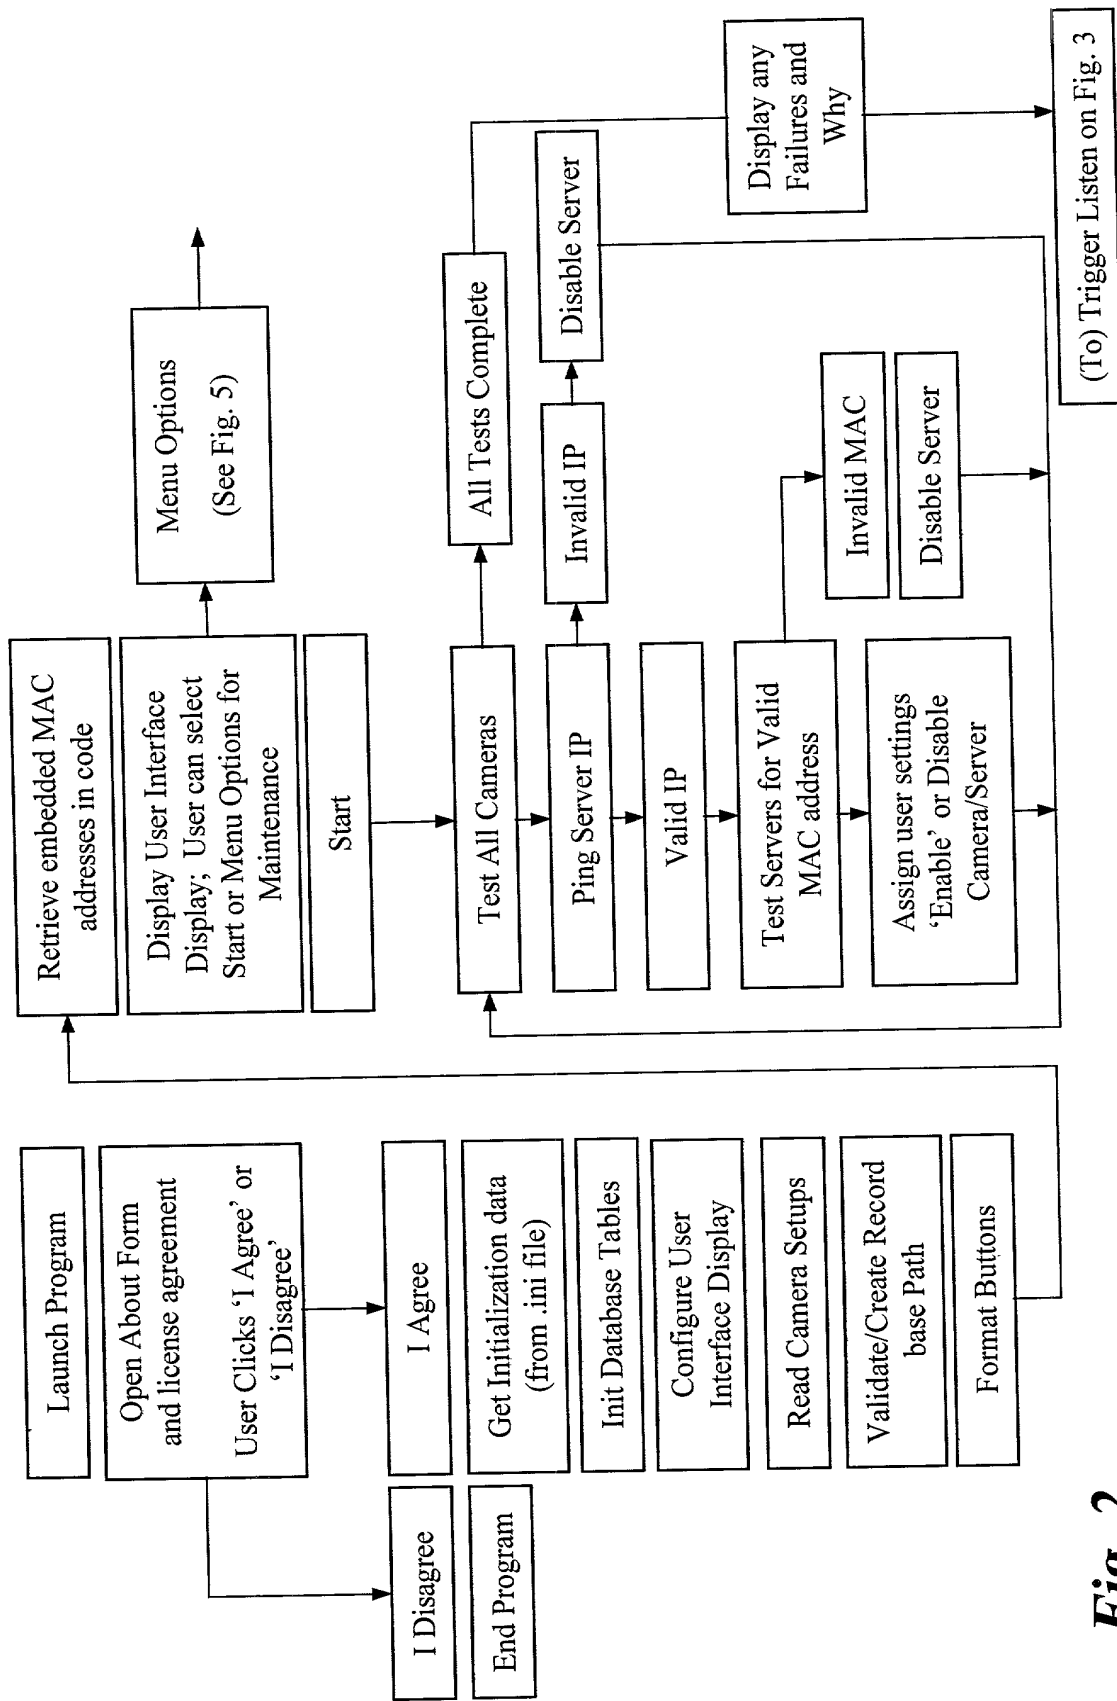 Launch Program
Open About Form
and license agreement
User Clicks ‘I Agree’ or
‘I Disagree’
I Disagree
End Program
I Agree
Get Initialization data
(from .ini file)
Init Database Tables
Configure User
Interface Display
Read Camera Setups
Validate/Create Record
base Path
Format Buttons
Retrieve embedded MAC
addresses in code
Display User Interface
Display; User can select
Start or Menu Options for
Maintenance
Menu Options
(See Fig. 5)
Start
Test All Cameras
All Tests Complete
Ping Server IP
Invalid IP
Disable Server
Valid IP
Test Servers for Valid
MAC address
Invalid MAC
Disable Server
Assign user settings
‘Enable’ or Disable
Camera/Server
Display any
Failures and
Why
(To) Trigger Listen on Fig. 3
Fig. 2